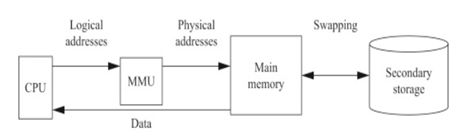 Logical
addresses
Physical
addresses
Swapping
CPU
MMU
Main
memory
Secondary
storage
Data